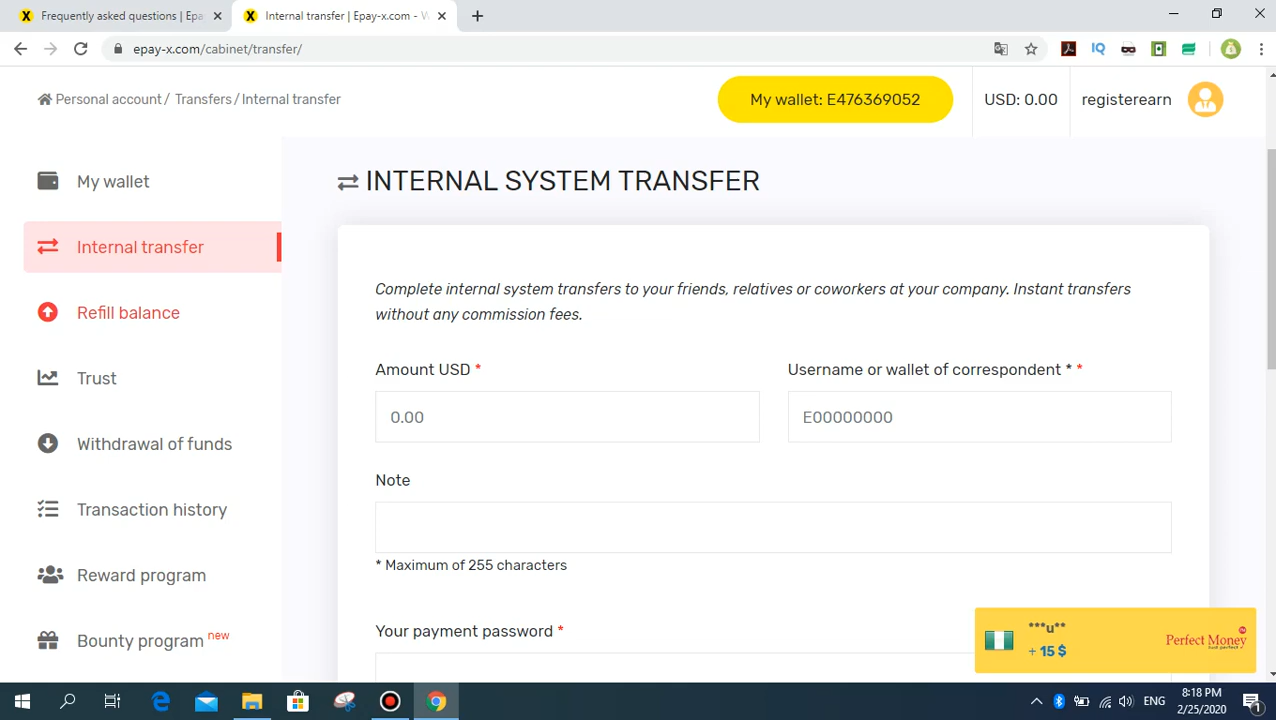 Frequently asked questions | Epa
Internal transfer | Epay-x.com - W
epay-x.com/cabinet/transfer/
IQ
Personal account / Transfers / Internal transfer
My wallet: E476369052
USD: 0.00
registerearn
My wallet
Internal transfer
Refill balance
Trust
Withdrawal of funds
Transaction history
Reward program
Bounty program new
INTERNAL SYSTEM TRANSFER
Complete internal system transfers to your friends, relatives or coworkers at your company. Instant transfers
without any commission fees.
Amount USD *
Username or wallet of correspondent * *
0.00
E00000000
Note
* Maximum of 255 characters
Your payment password *
***u**
+ 15 $
Perfect Money
ENG
8:18 PM
2/25/2020
1